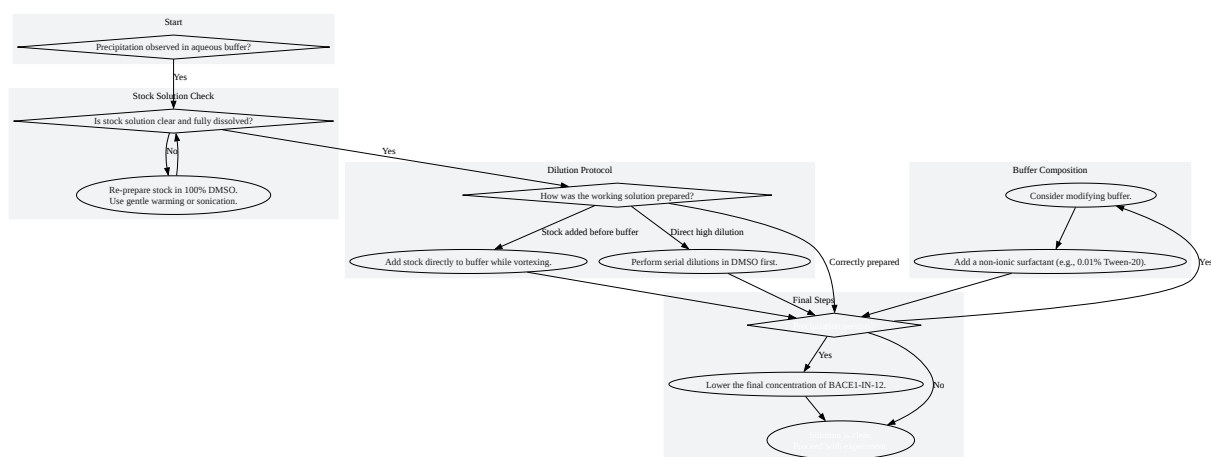 Start
Precipitation observed in aqueous buffer?
Yes
Stock Solution Check
Is stock solution clear and fully dissolved?
No
Yes
Re-prepare stock in 100% DMSO.
Use gentle warming or sonication.
Dilution Protocol
How was the working solution prepared?
Stock added before buffer
Direct high dilution
Correctly prepared
Add stock directly to buffer while vortexing.
Perform serial dilutions in DMSO first.
Buffer Composition
Consider modifying buffer.
Add a non-ionic surfactant (e.g., 0.01% Tween-20).
Yes
Final Steps
Yes
No
Lower the final concentration of BACE1-IN-12.